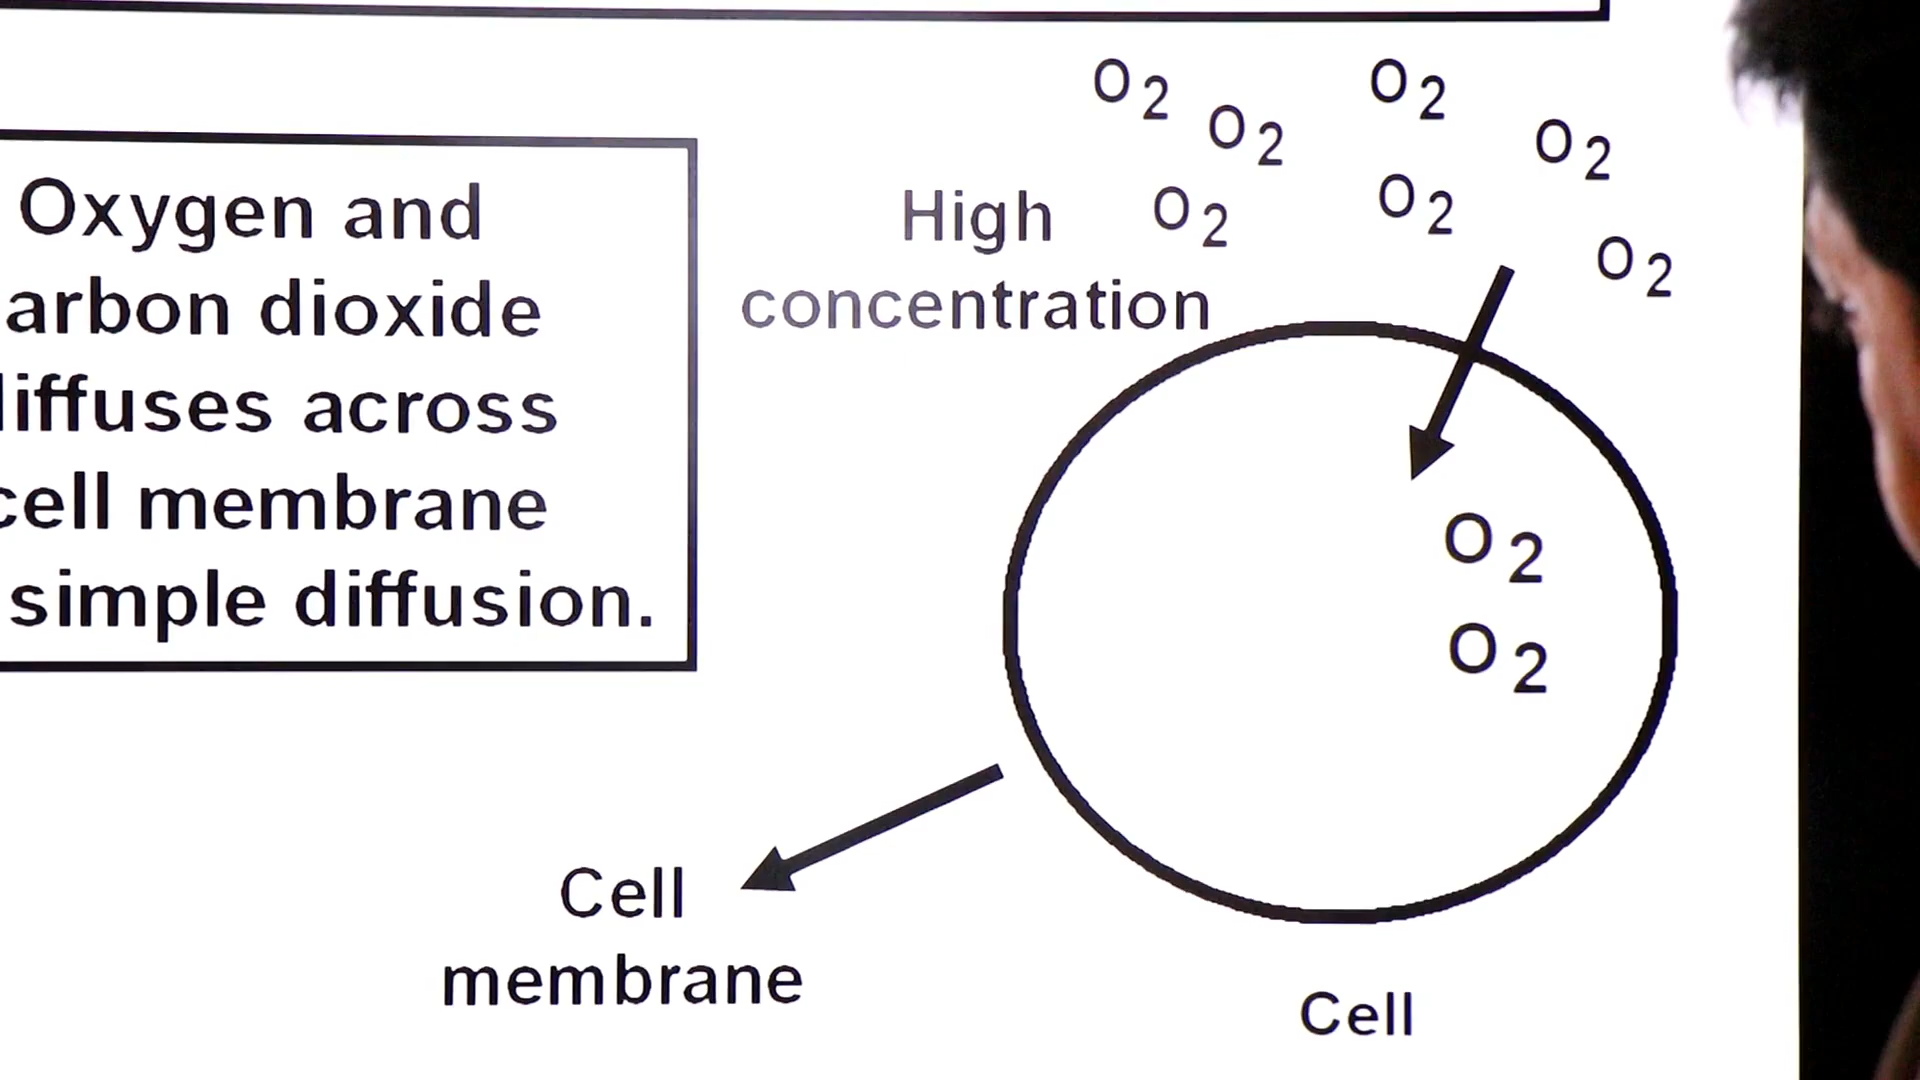 Oxygen and
arbon dioxide
diffuses across
cell membrane
simple diffusion.
High
concentration
O2
O2
O2
O2
O2
O2
O2
O2
O2
Cell
membrane
Cell